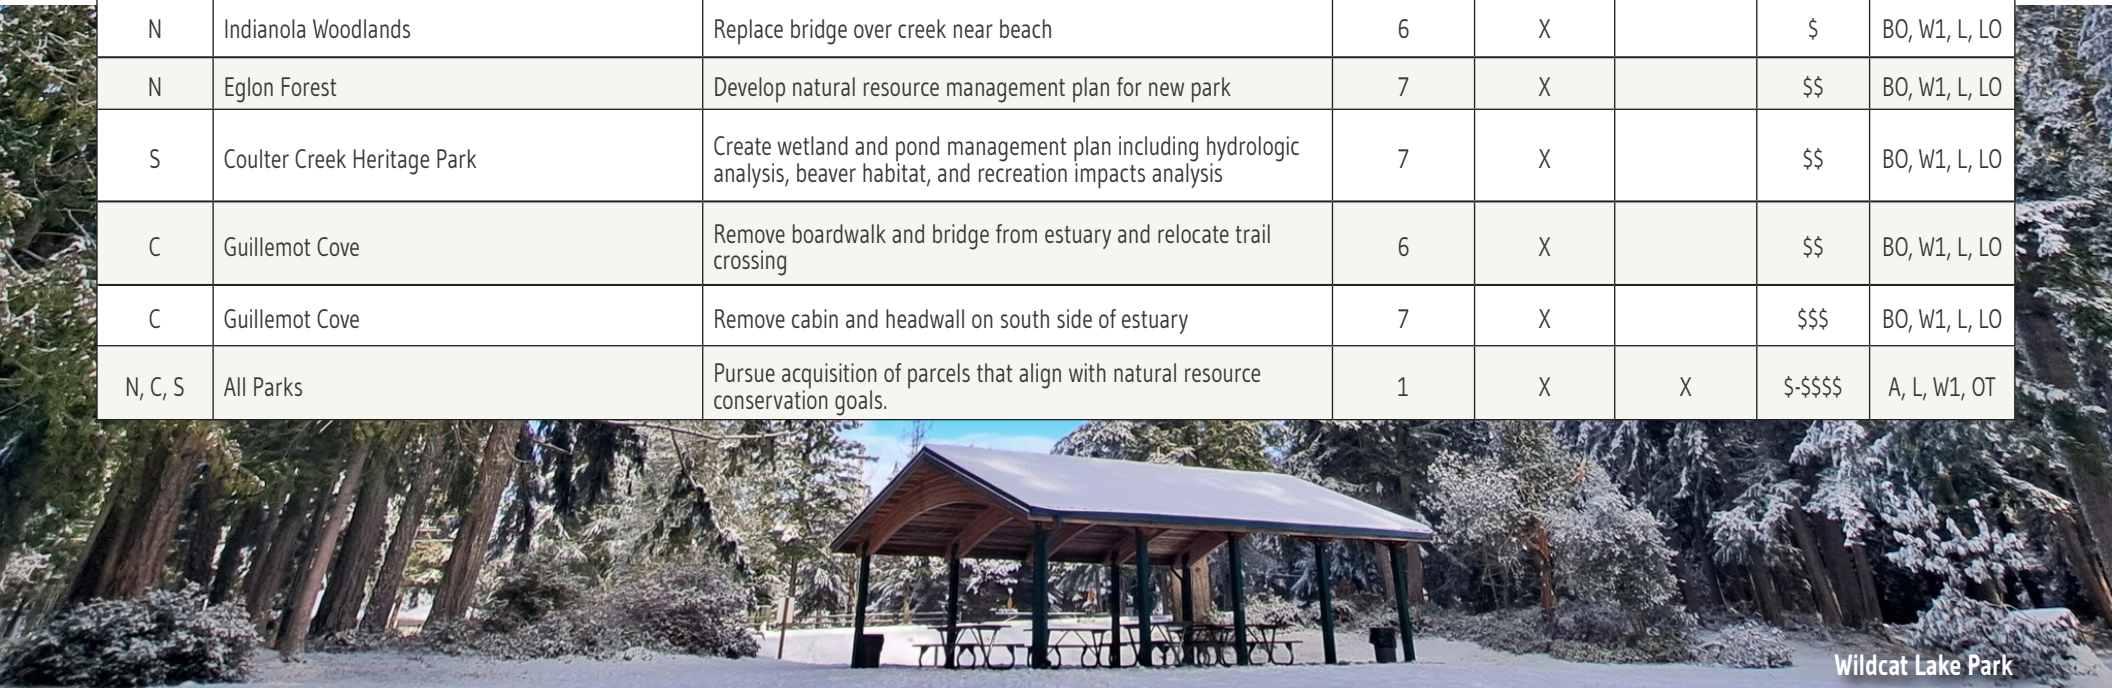 N Indianola Woodlands Replace bridge over creek near beach 6 X $ BO, W1, L, LO
N Eglon Forest Develop natural resource management plan for new park 7 X $$ BO, W1, L, LO
S Coulter Creek Heritage Park Create wetland and pond management plan including hydrologic
analysis, beaver habitat, and recreation impacts analysis 7 X $$ BO, W1, L, LO
C Guillemot Cove Remove boardwalk and bridge from estuary and relocate trail
crossing 6 X $$ BO, W1, L, LO
C Guillemot Cove Remove cabin and headwall on south side of estuary 7 X $$$ BO, W1, L, LO
N, C, S All Parks Pursue acquisition of parcels that align with natural resource
conservation goals. 1 X X $-$$$$ A, L, W1, OT
Wildcat Lake Park